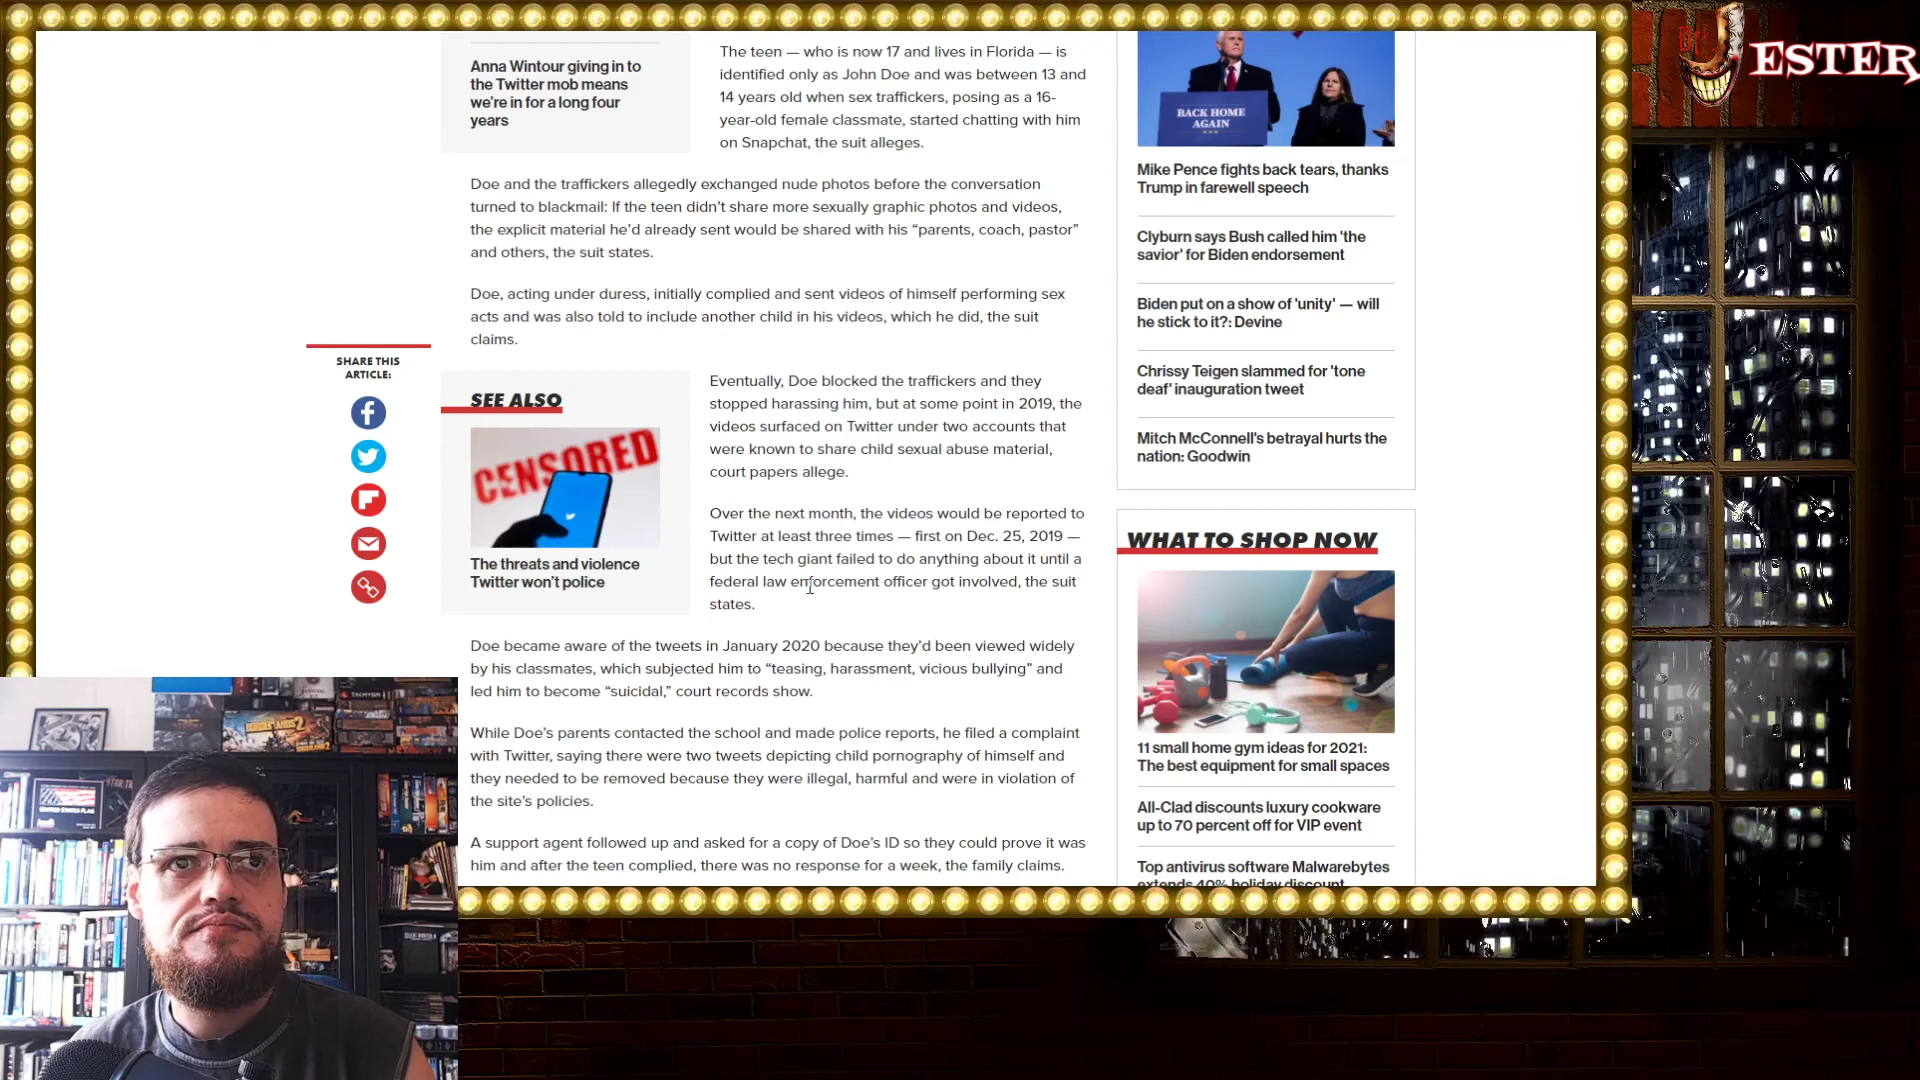 Anna Wintour giving in to
the Twitter mob means
we're in for a long four
years
The teen — who is now 17 and lives in Florida — is
identified only as John Doe and was between 13 and
14 years old when sex traffickers, posing as a 16-
year-old female classmate, started chatting with him
on Snapchat, the suit alleges.
Doe and the traffickers allegedly exchanged nude photos before the conversation
turned to blackmail: If the teen didn't share more sexually graphic photos and videos,
the explicit material he'd already sent would be shared with his “parents, coach, pastor”
and others, the suit states.
Doe, acting under duress, initially complied and sent videos of himself performing sex
acts and was also told to include another child in his videos, which he did, the suit
claims.
SHARE THIS
ARTICLE:
SEE ALSO
CENSORED
The threats and violence
Twitter won't police
Eventually, Doe blocked the traffickers and they
stopped harassing him, but at some point in 2019, the
videos surfaced on Twitter under two accounts that
were known to share child sexual abuse material,
court papers allege.
Over the next month, the videos would be reported to
Twitter at least three times — first on Dec. 25, 2019 —
but the tech giant failed to do anything about it until a
federal law enforcement officer got involved, the suit
states.
Doe became aware of the tweets in January 2020 because they'd been viewed widely
by his classmates, which subjected him to “teasing, harassment, vicious bullying” and
led him to become “suicidal,” court records show.
While Doe's parents contacted the school and made police reports, he filed a complaint
with Twitter, saying there were two tweets depicting child pornography of himself and
they needed to be removed because they were illegal, harmful and were in violation of
the site's policies.
A support agent followed up and asked for a copy of Doe's ID so they could prove it was
him and after the teen complied, there was no response for a week, the family claims.
BACK HOME
AGAIN
Mike Pence fights back tears, thanks
Trump in farewell speech
Clyburn says Bush called him 'the
savior' for Biden endorsement
Biden put on a show of 'unity' — will
he stick to it?: Devine
Chrissy Teigen slammed for 'tone
deaf' inauguration tweet
Mitch McConnell's betrayal hurts the
nation: Goodwin
WHAT TO SHOP NOW
11 small home gym ideas for 2021:
The best equipment for small spaces
All-Clad discounts luxury cookware
up to 70 percent off for VIP event
Top antivirus software Malwarebytes
extends 40% holiday discount
ESTER
BORDERLANDS 2
UNITED STATES FLAG